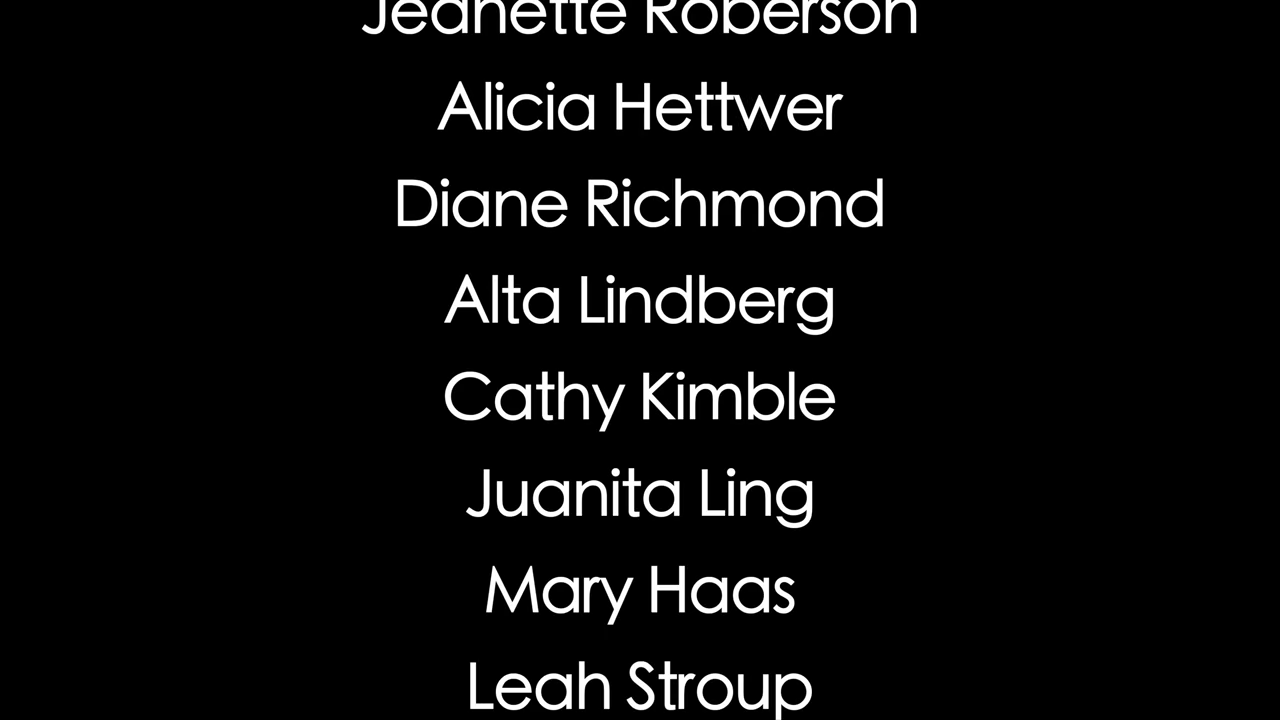 Jeanette Roberson
Alicia Hettwer
Diane Richmond
Alta Lindberg
Cathy Kimble
Juanita Ling
Mary Haas
Leah Stroup